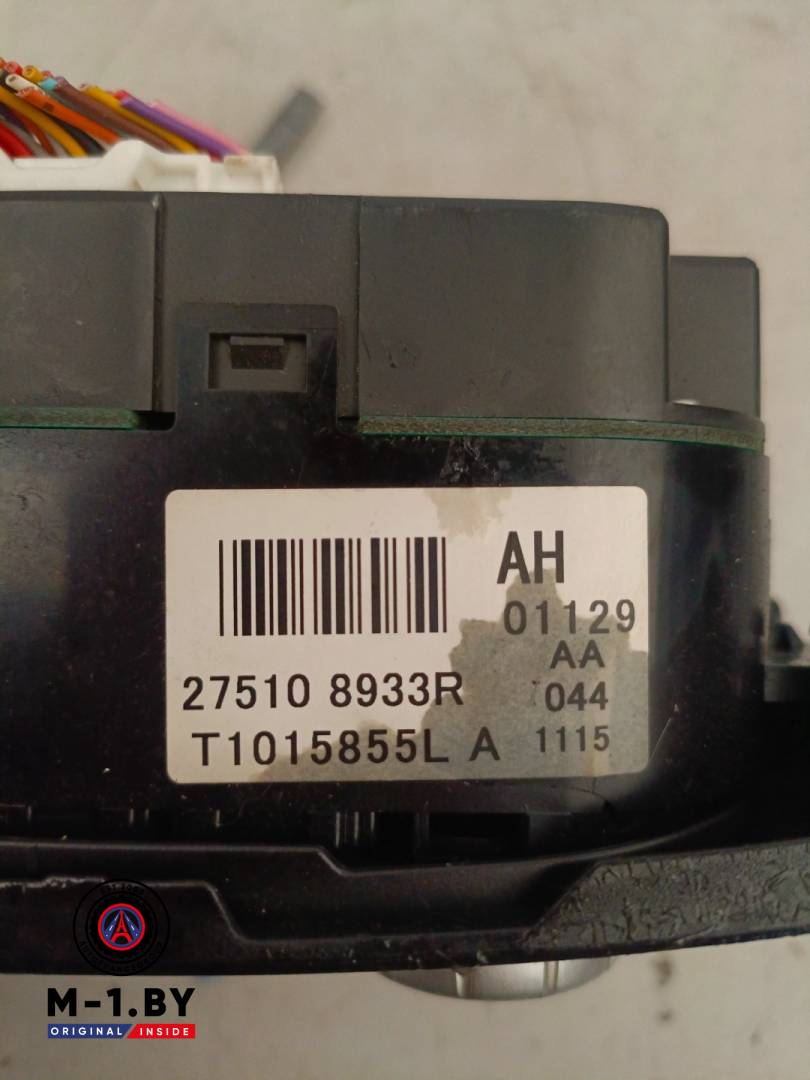 AH
01129
AA
27510 8933R
044
T1015855L A
1115
M-1.BY
ORIGINAL INSIDE